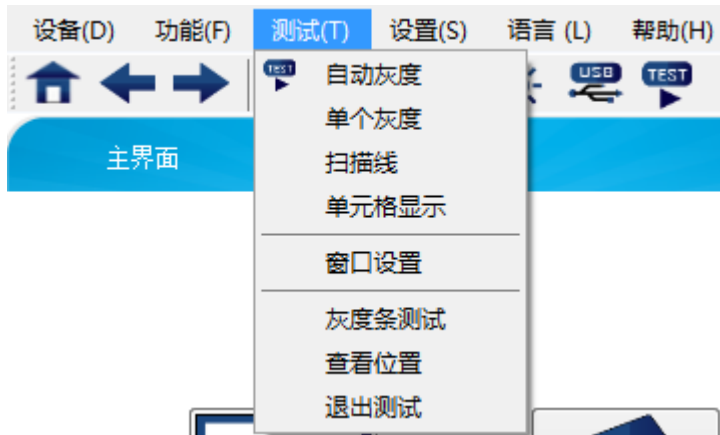 设备(D) 功能(F) 测试(T) 设置(S) 语言 (L) 帮助(H)
TEST 自动灰度
USB TEST
单个灰度
主界面
扫描线
单元格显示
窗口设置
灰度条测试
查看位置
退出测试